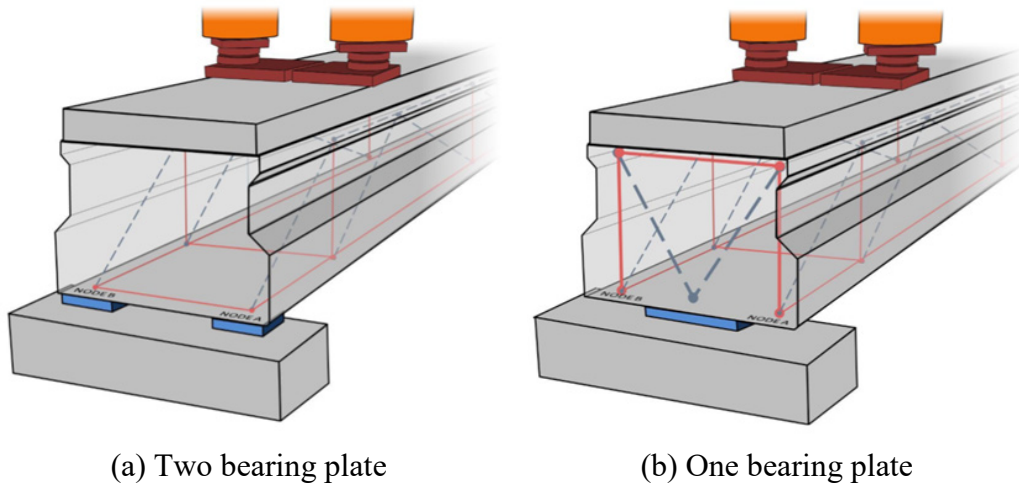 NODE B
NODE A
NODE B
NODE A
(a) Two bearing plate
(b) One bearing plate